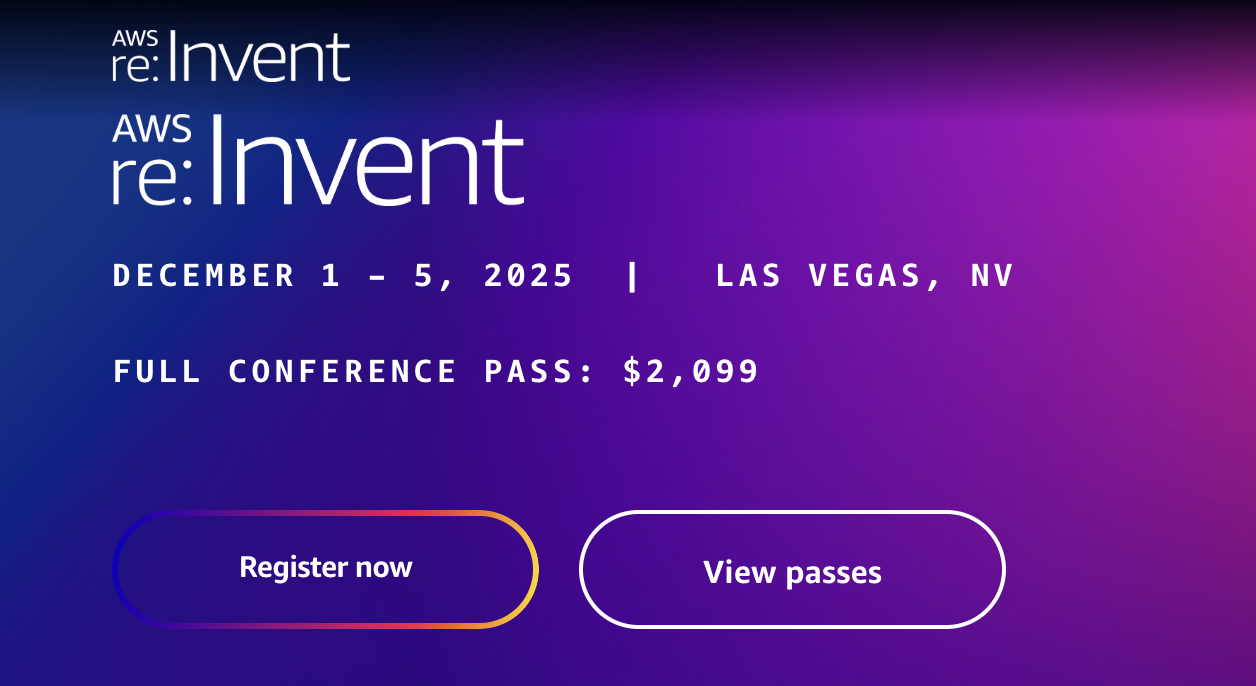 AWS
re:Invent
AWS
re:Invent
DECEMBER 1 – 5, 2025 | LAS VEGAS, NV
FULL CONFERENCE PASS: $2,099
Register now
View passes